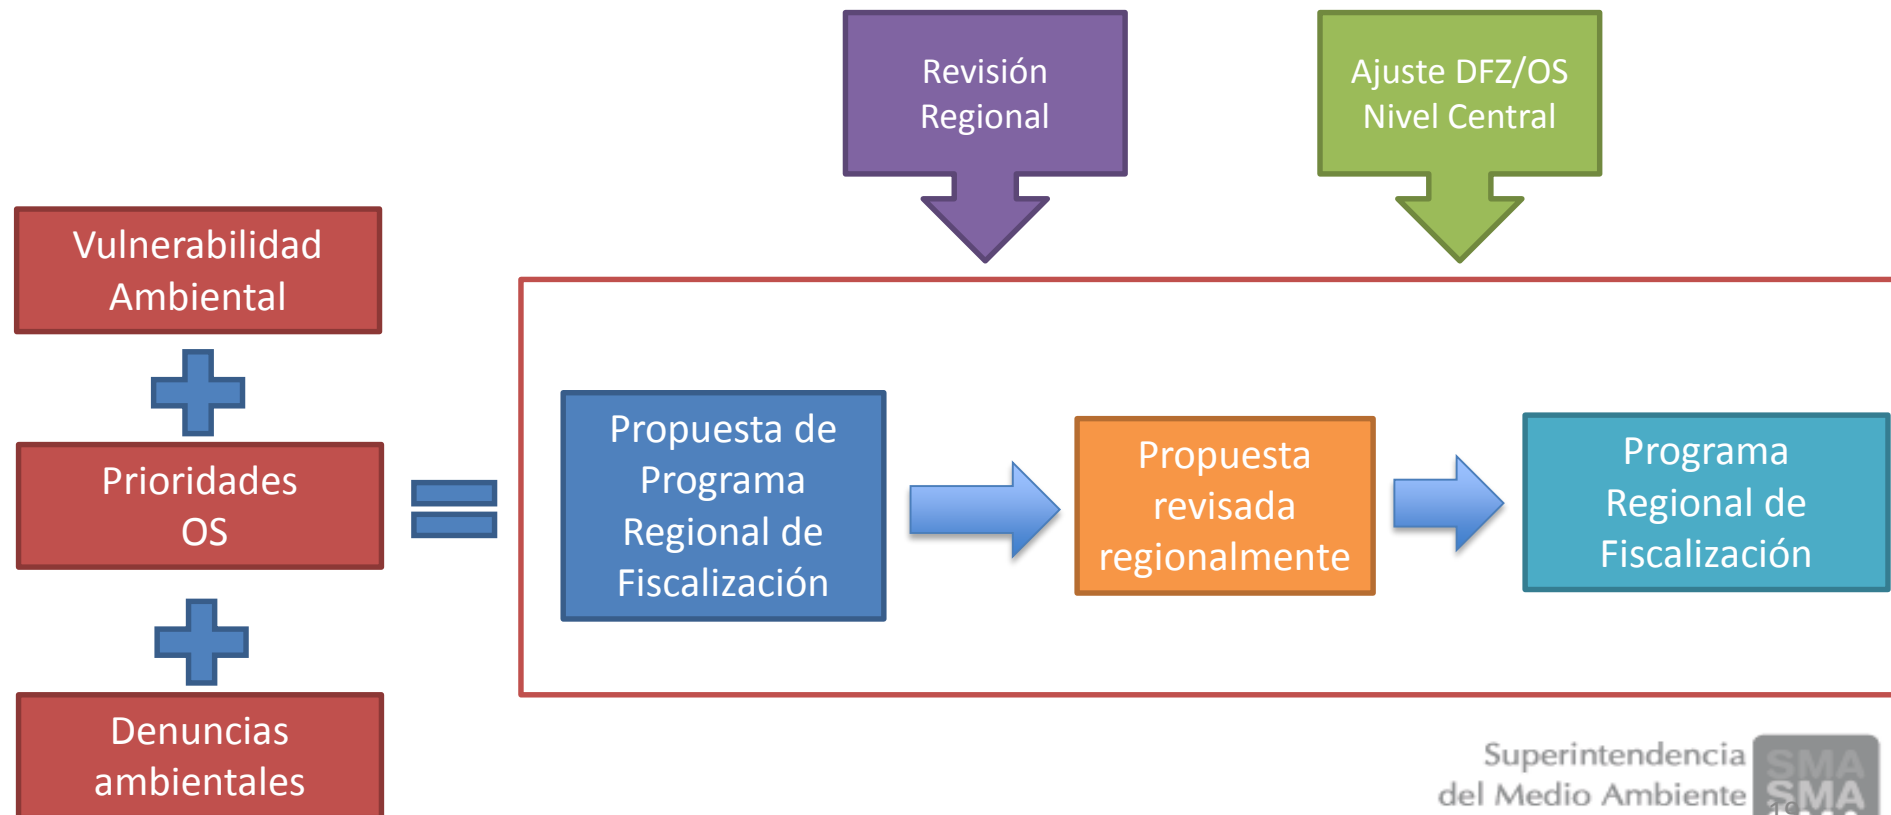 Revisión
Regional
Ajuste DFZ/OS
Nivel Central
Vulnerabilidad
Ambiental
Prioridades
OS
Denuncias
ambientales
Propuesta de
Programa
Regional de
Fiscalización
Propuesta
revisada
regionalmente
Programa
Regional de
Fiscalización
Superintendencia
del Medio Ambiente
SMA
SMA